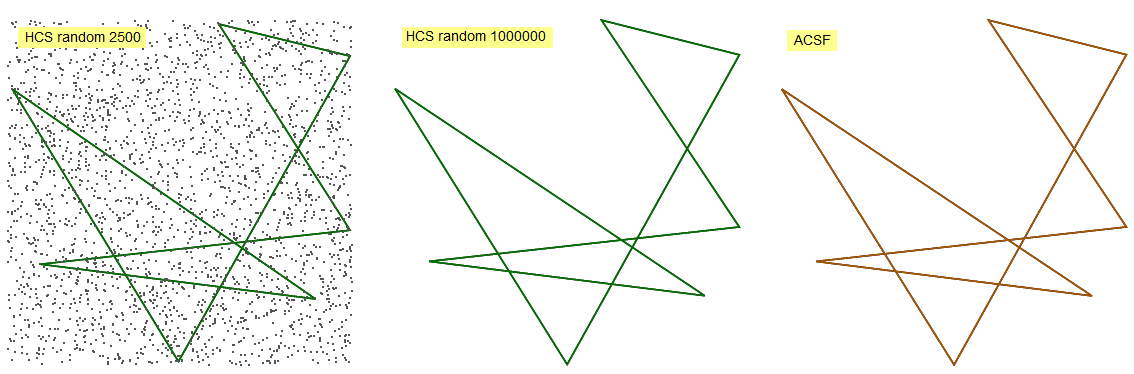 HCS random 2500
HCS random 1000000
ACSF